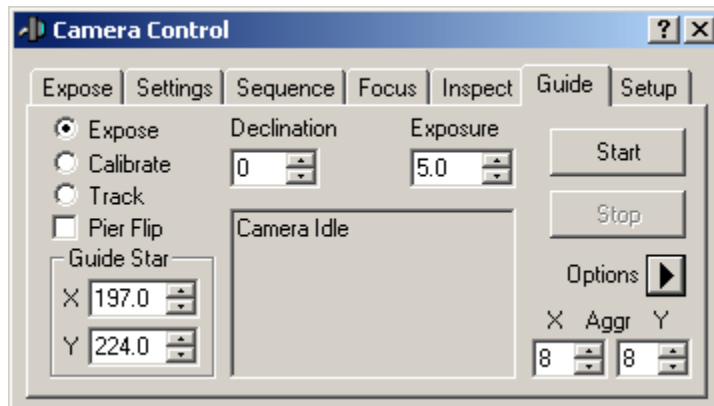 Camera Control
?
X
Expose Settings Sequence Focus Inspect Guide Setup
Expose
Calibrate
Track
Pier Flip
Declination
0
Exposure
5.0
Start
Stop
Camera Idle
Guide Star
X 197.0
Y 224.0
Options
X Aggr Y
8 8